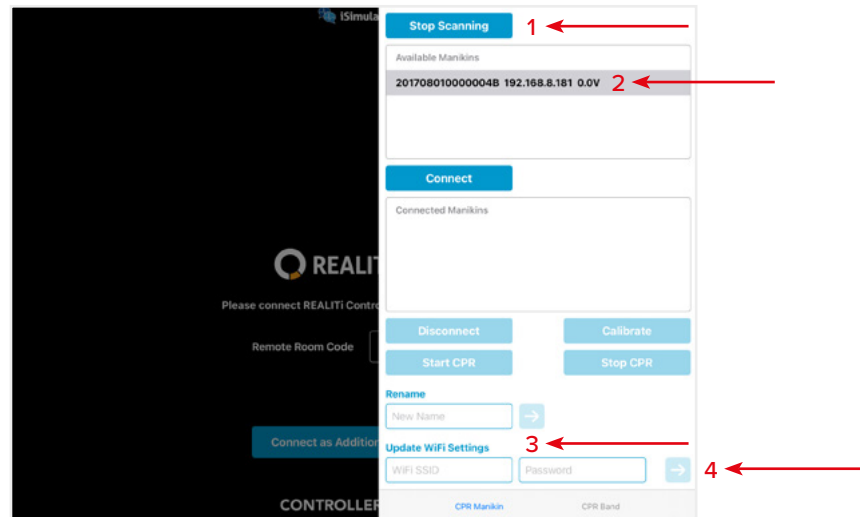 iSimula
Stop Scanning
1
Available Manikins
201708010000004B 192.168.8.181 0.0V
2
Connect
Connected Manikins
REALIT
Please connect REALITi Contro
Remote Room Code
Disconnect
Calibrate
Start CPR
Stop CPR
Rename
New Name
Connect as Addition
Update WiFi Settings
3
WiFi SSID
Password
4
CONTROLLER
CPR Manikin
CPR Band